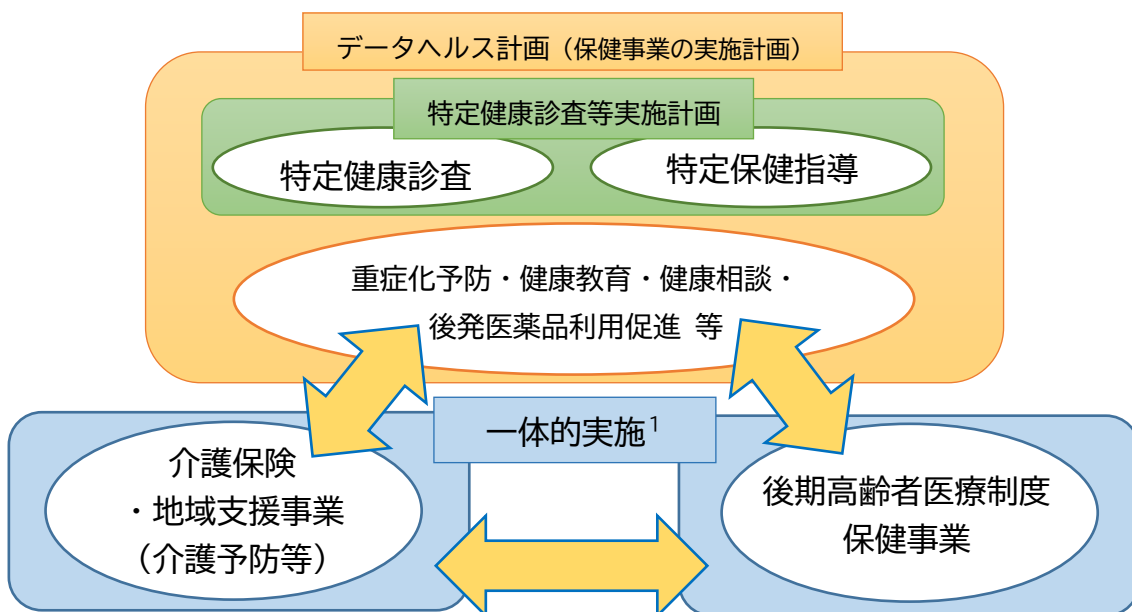 データヘルス計画（保健事業の実施計画）
特定健康診査等実施計画
特定健康診査
特定保健指導
重症化予防・健康教育・健康相談・
後発医薬品利用促進 等
一体的実施1
介護保険
・地域支援事業
（介護予防等）
後期高齢者医療制度
保健事業